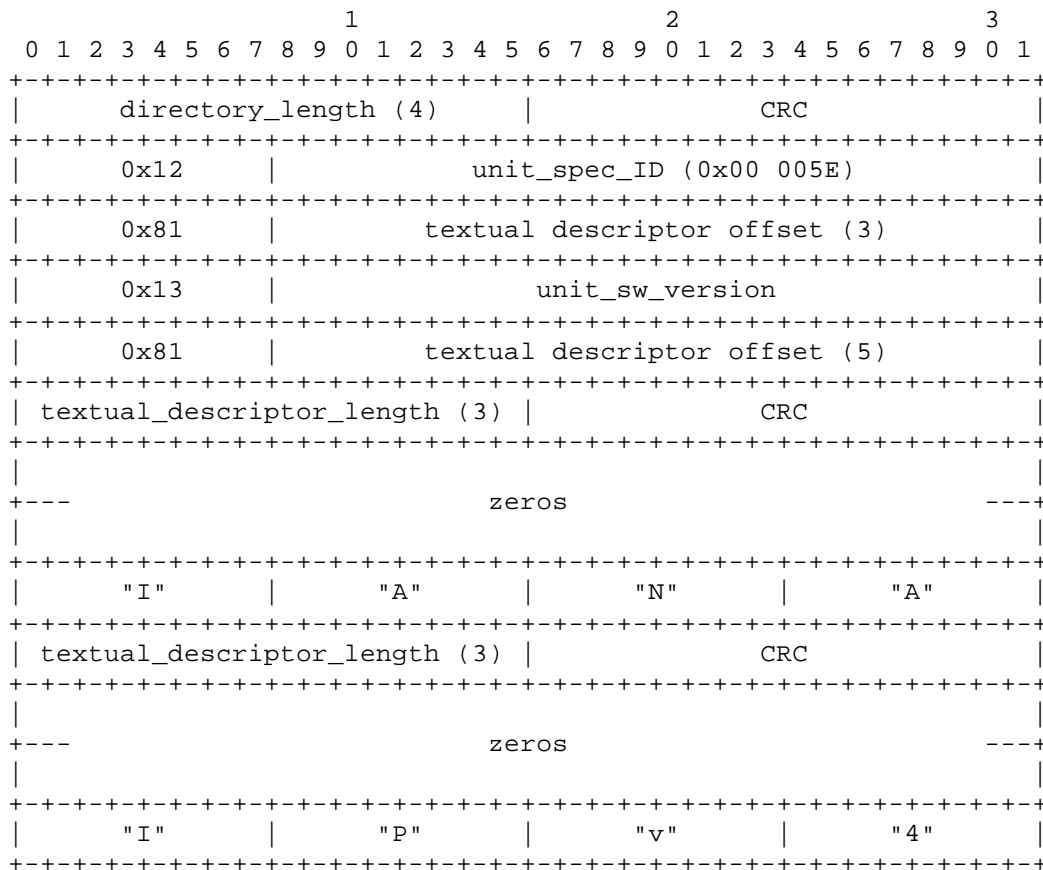 1                   2                   3
 0 1 2 3 4 5 6 7 8 9 0 1 2 3 4 5 6 7 8 9 0 1 2 3 4 5 6 7 8 9 0 1
+-+-+-+-+-+-+-+-+-+-+-+-+-+-+-+-+-+-+-+-+-+-+-+-+-+-+-+-+-+-+-+-+
|      directory_length (4)     |              CRC              |
+-+-+-+-+-+-+-+-+-+-+-+-+-+-+-+-+-+-+-+-+-+-+-+-+-+-+-+-+-+-+-+-+
|      0x12     |            unit_spec_ID (0x00 005E)           |
+-+-+-+-+-+-+-+-+-+-+-+-+-+-+-+-+-+-+-+-+-+-+-+-+-+-+-+-+-+-+-+-+
|      0x81     |         textual descriptor offset (3)         |
+-+-+-+-+-+-+-+-+-+-+-+-+-+-+-+-+-+-+-+-+-+-+-+-+-+-+-+-+-+-+-+-+
|      0x13     |                unit_sw_version                |
+-+-+-+-+-+-+-+-+-+-+-+-+-+-+-+-+-+-+-+-+-+-+-+-+-+-+-+-+-+-+-+-+
|      0x81     |         textual descriptor offset (5)         |
+-+-+-+-+-+-+-+-+-+-+-+-+-+-+-+-+-+-+-+-+-+-+-+-+-+-+-+-+-+-+-+-+
| textual_descriptor_length (3) |              CRC              |
+-+-+-+-+-+-+-+-+-+-+-+-+-+-+-+-+-+-+-+-+-+-+-+-+-+-+-+-+-+-+-+-+
|                                                               |
+---                          zeros                          ---+
|                                                               |
+-+-+-+-+-+-+-+-+-+-+-+-+-+-+-+-+-+-+-+-+-+-+-+-+-+-+-+-+-+-+-+-+
|      "I"      |      "A"      |      "N"      |      "A"      |
+-+-+-+-+-+-+-+-+-+-+-+-+-+-+-+-+-+-+-+-+-+-+-+-+-+-+-+-+-+-+-+-+
| textual_descriptor_length (3) |              CRC              |
+-+-+-+-+-+-+-+-+-+-+-+-+-+-+-+-+-+-+-+-+-+-+-+-+-+-+-+-+-+-+-+-+
|                                                               |
+---                          zeros                          ---+
|                                                               |
+-+-+-+-+-+-+-+-+-+-+-+-+-+-+-+-+-+-+-+-+-+-+-+-+-+-+-+-+-+-+-+-+
|      "I"      |      "P"      |      "v"      |      "4"      |
+-+-+-+-+-+-+-+-+-+-+-+-+-+-+-+-+-+-+-+-+-+-+-+-+-+-+-+-+-+-+-+-+